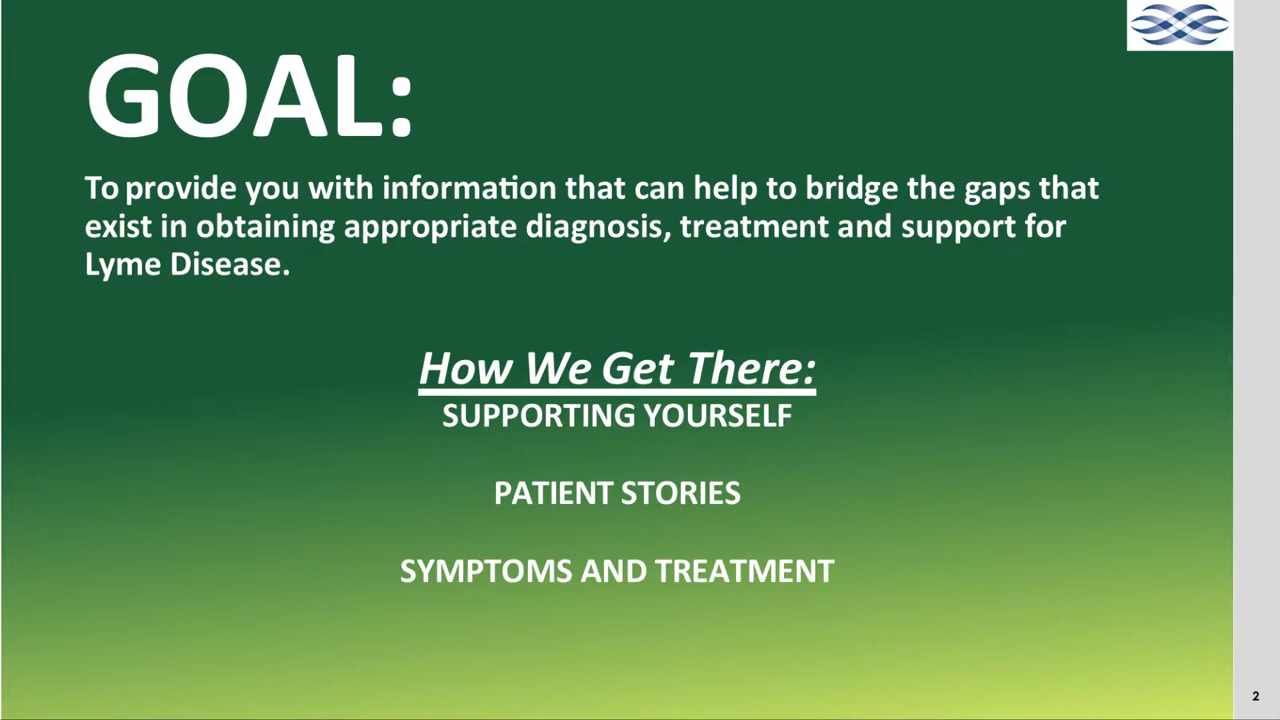 GOAL:
To provide you with information that can help to bridge the gaps that
exist in obtaining appropriate diagnosis, treatment and support for
Lyme Disease.
How We Get There:
SUPPORTING YOURSELF
PATIENT STORIES
SYMPTOMS AND TREATMENT
2